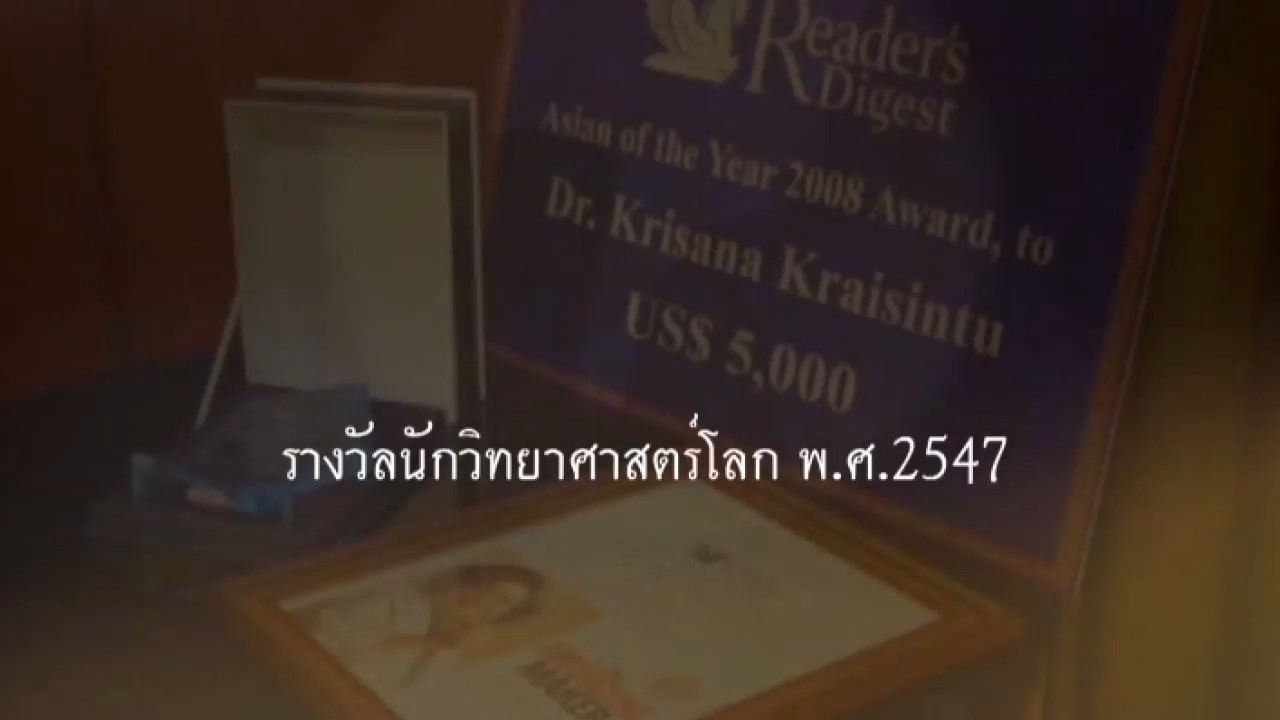 Reader's
Digest
Asian of the Year 2008 Award, to
Dr. Krisana Kraisintu
US$ 5,000
รางวัลนักวิทยาศาสตร์โลก พ.ศ.2547
MAKER